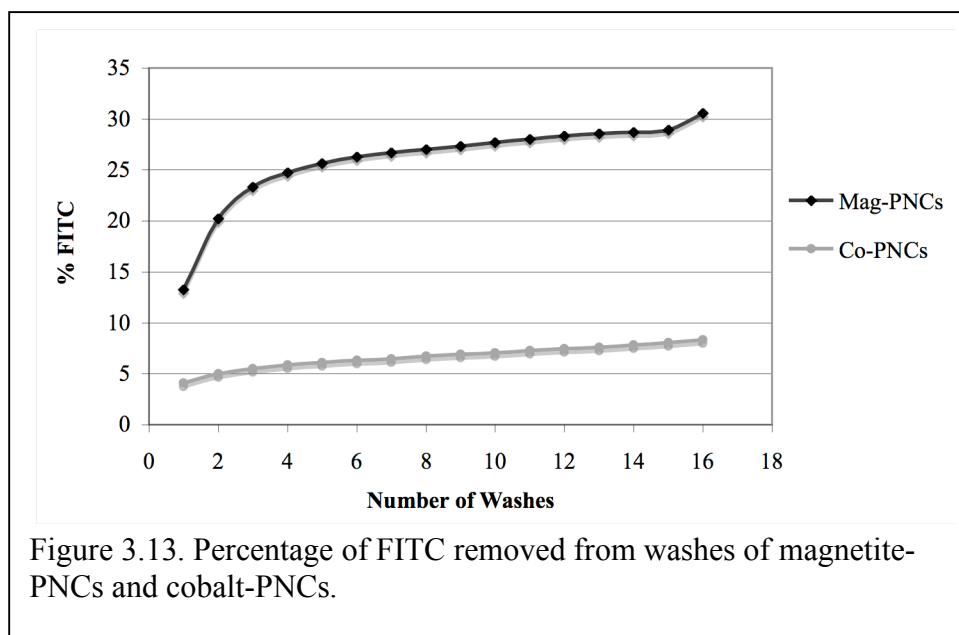 35
30
25
20
15
10
5
0
% FITC
0 2 4 6 8 10 12 14 16 18
Number of Washes
Mag-PNCs
Co-PNCs
Figure 3.13. Percentage of FITC removed from washes of magnetite-
PNCs and cobalt-PNCs.